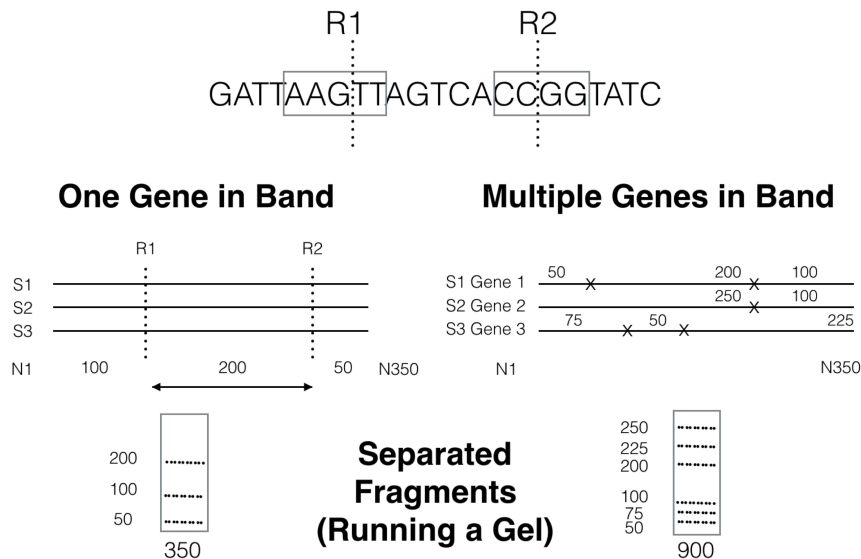 R1 R2
GATTAAGTTAGTCACCGGTATC
One Gene in Band
R1 R2
S1
S2
S3
N1 100 200 50 N350
200
100
50
350
Multiple Genes in Band
50 200 100
S1 Gene 1 X X
250 100
S2 Gene 2 X
75 50 225
S3 Gene 3 X X
N1 N350
Separated
Fragments
(Running a Gel)
250
225
200
100
75
50
900